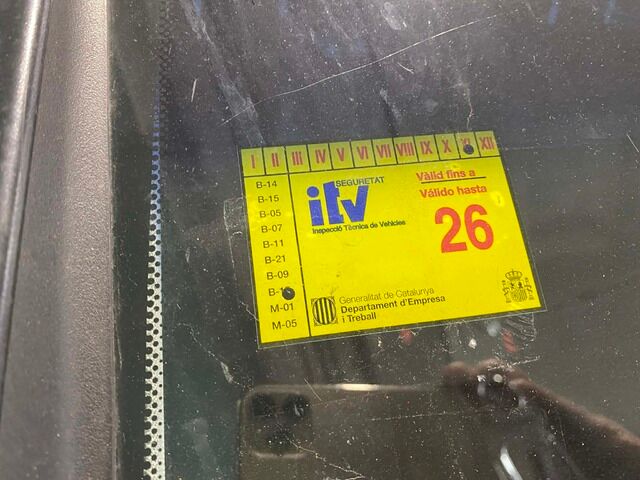 I II III IV V VI VII VIII IX X XI XII
B-14
B-15
B-05
B-07
B-11
B-21
B-09
M-01
M-05
SEGURETAT
itv
Inspecció Tècnica de Vehicles
Vàlid fins a
Válido hasta
26
Generalitat de Catalunya
Departament d'Empresa
i Treball